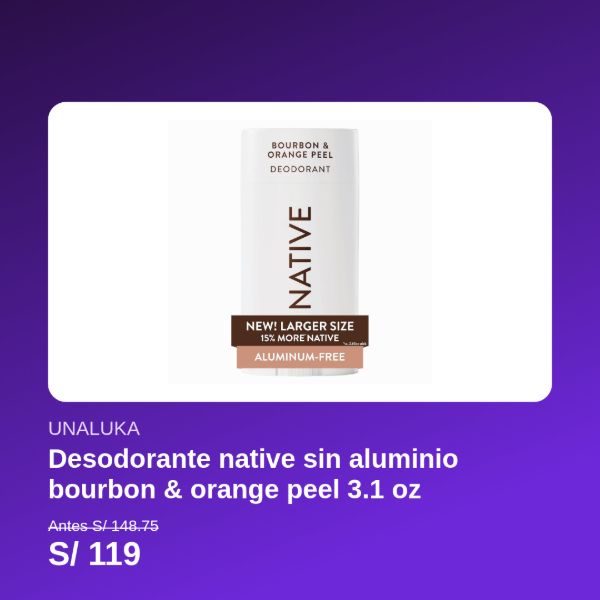 BOURBON &
ORANGE PEEL
DEODORANT
NATIVE
NEW! LARGER SIZE
15% MORE NATIVE
ALUMINUM-FREE
UNALUKA
Desodorante native sin aluminio
bourbon & orange peel 3.1 oz
Antes S/ 148.75
S/ 119